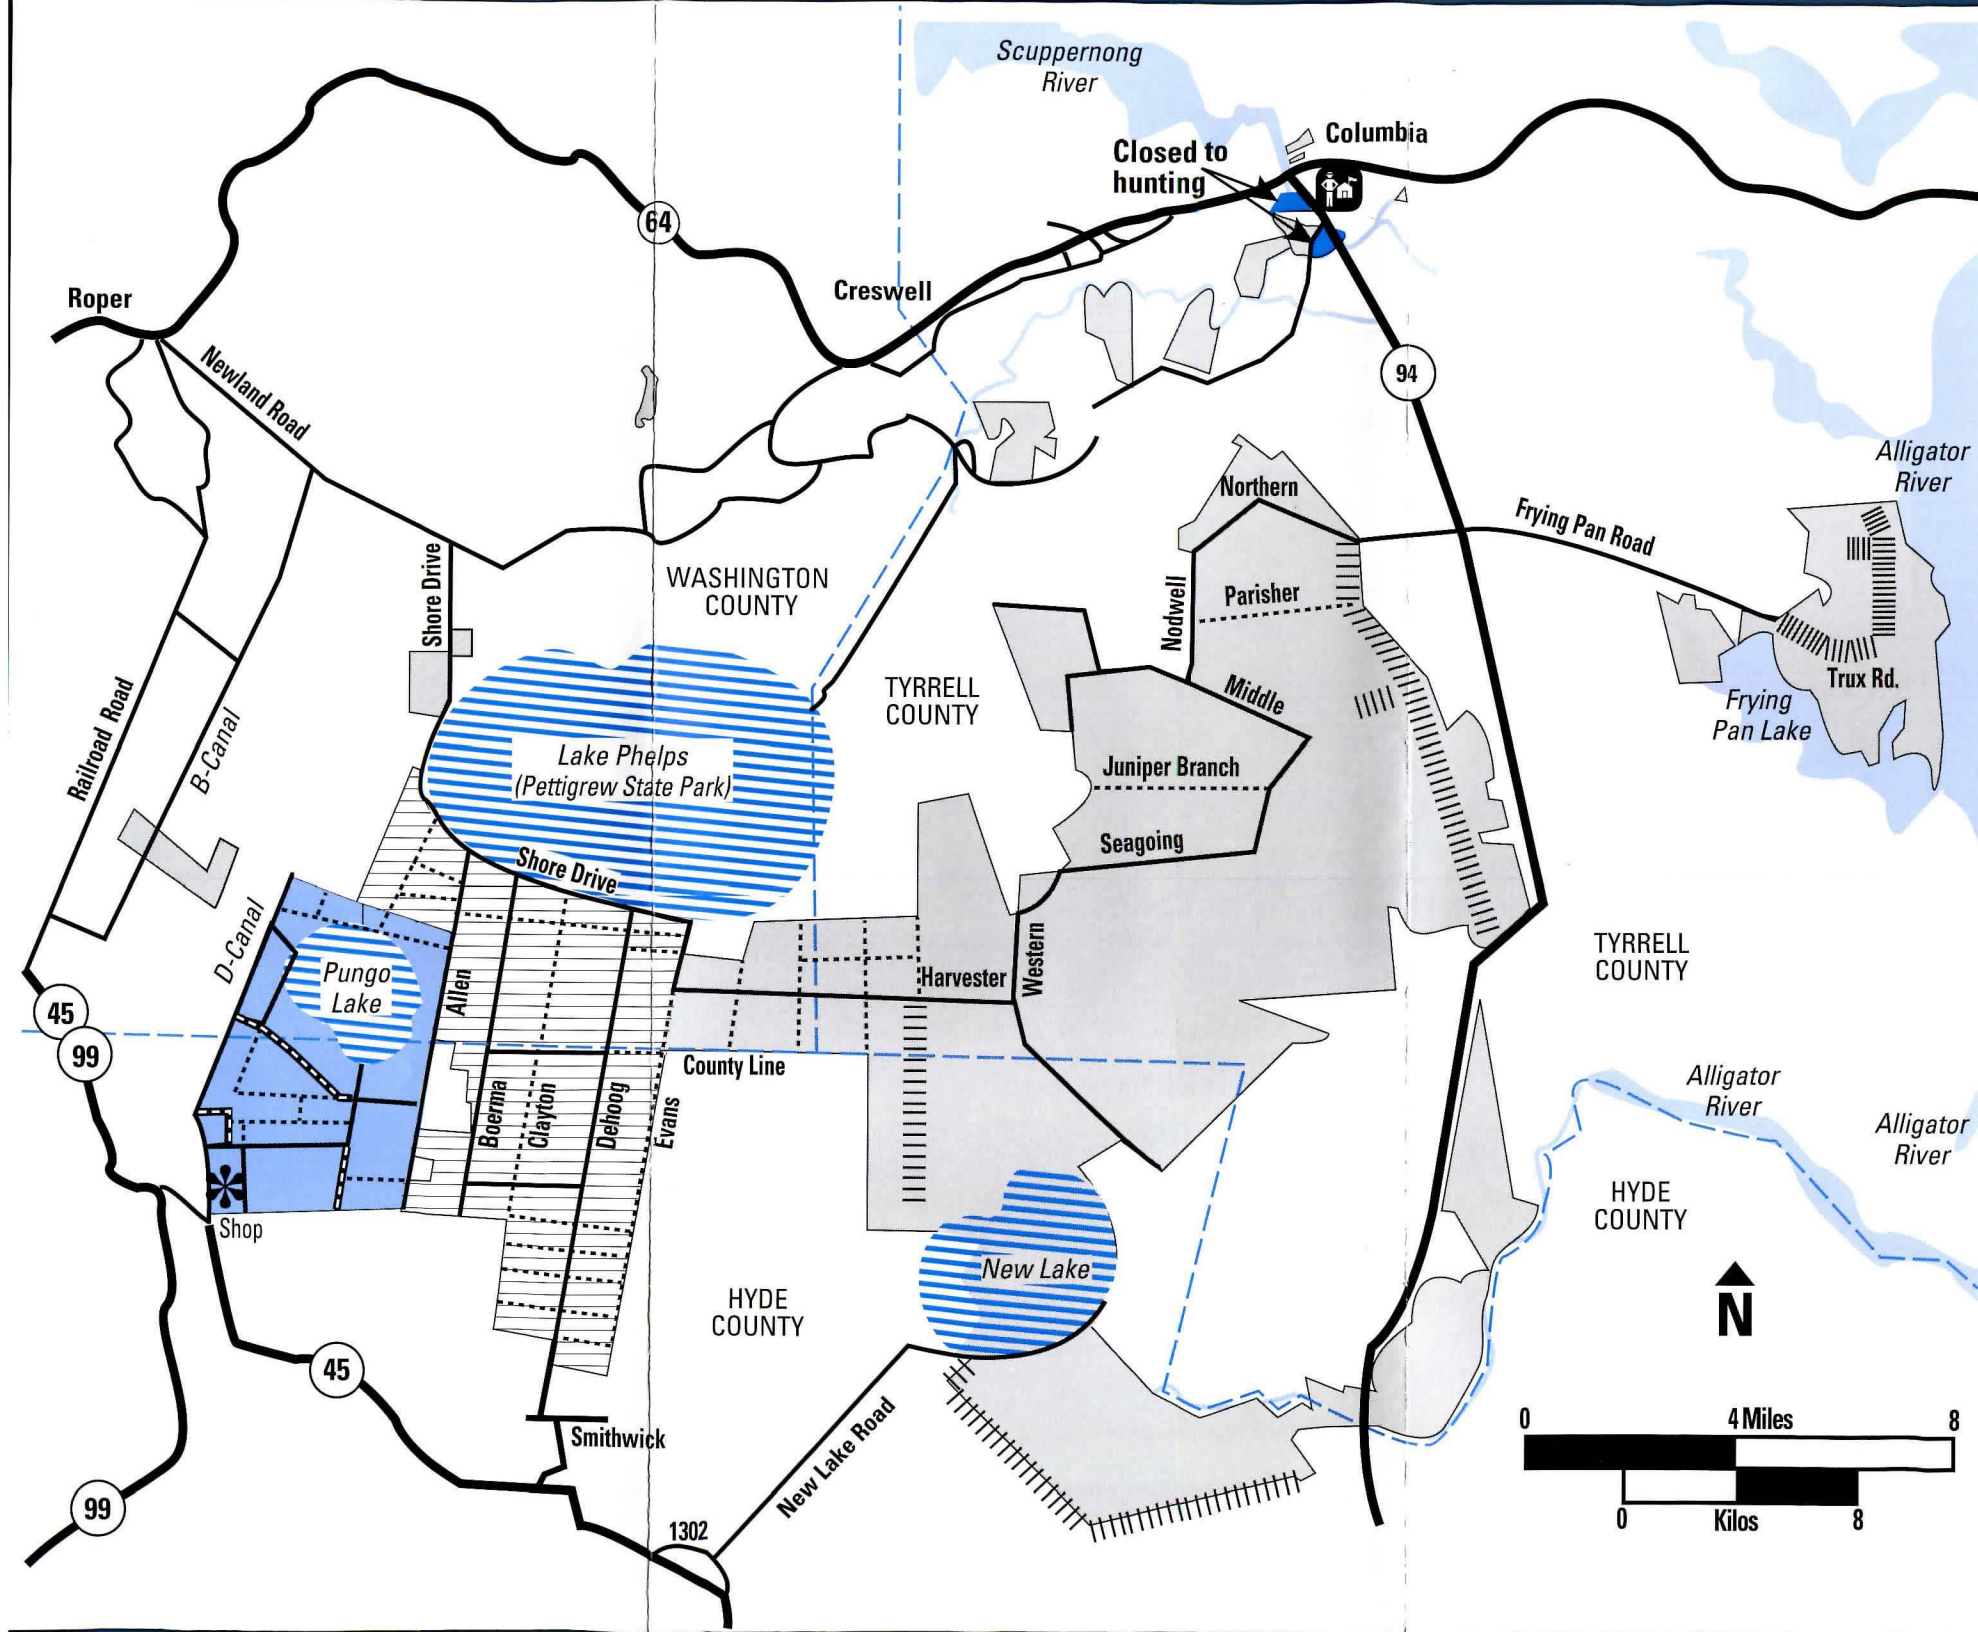 Scuppernong
River
Columbia
Closed to
hunting
64
Creswell
Roper
Newland Road
94
Alligator
River
Northern
Frying Pan Road
Shore Drive
WASHINGTON
COUNTY
Parisher
Nodwell
Trux Rd.
Frying
Pan Lake
TYRRELL
COUNTY
Middle
Railroad Road
B-Canal
Lake Phelps
(Pettigrew State Park)
Juniper Branch
Seagoing
Shore Drive
D-Canal
Pungo
Lake
Allen
Harvester
Western
TYRRELL
COUNTY
45
99
County Line
Boerma
Clayton
Dehoog
Evans
Alligator
River
Alligator
River
HYDE
COUNTY
Shop
New Lake
HYDE
COUNTY
N
45
Smithwick
New Lake Road
0 4 Miles 8
0 Kilos 8
99
1302